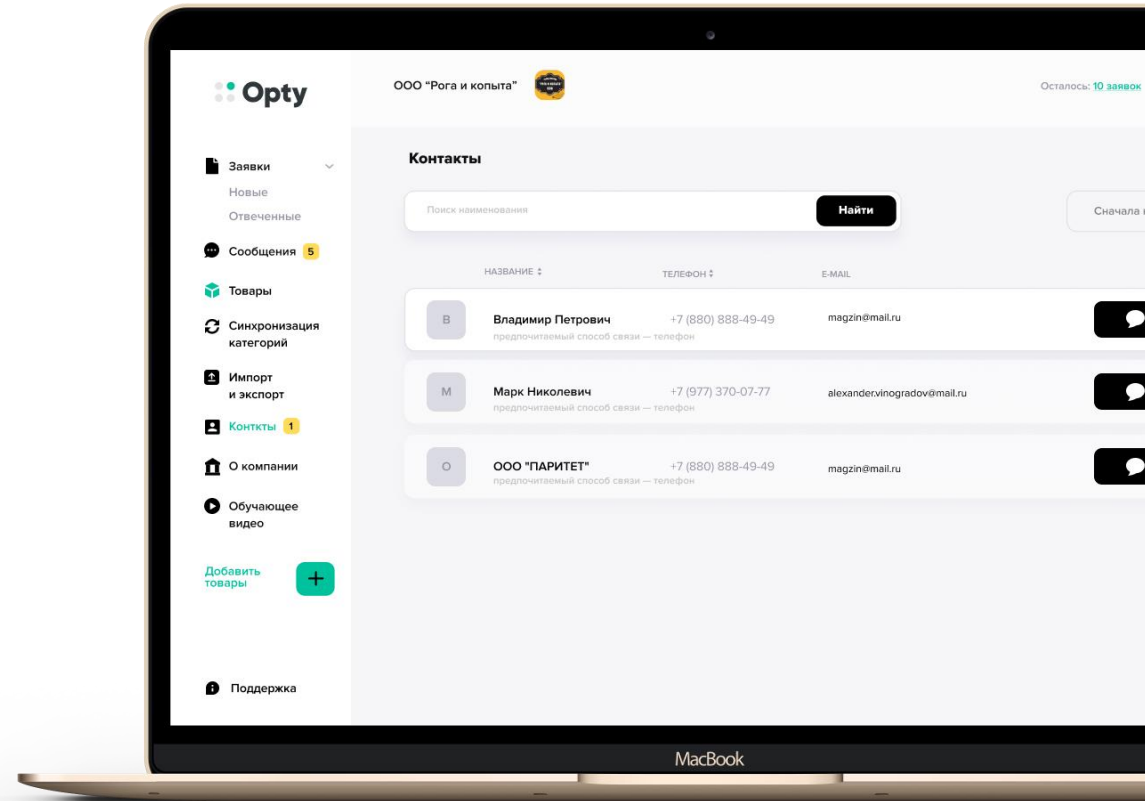 Opty
ООО “Рога и копыта”
Осталось: 10 заявок
Заявки
Новые
Отвеченные
Сообщения 5
Товары
Синхронизация
категорий
Импорт
и экспорт
Конткты 1
О компании
Обучающее
видео
Добавить
товары
Поддержка
Контакты
Поиск наименования
Найти
Сначала
НАЗВАНИЕ ТЕЛЕФОН E-MAIL
В Владимир Петрович +7 (880) 888-49-49 magzin@mail.ru
предпочитаемый способ связи — телефон
М Марк Николевич +7 (977) 370-07-77 alexander.vinogradov@mail.ru
предпочитаемый способ связи — телефон
О ООО "ПАРИТЕТ" +7 (880) 888-49-49 magzin@mail.ru
предпочитаемый способ связи — телефон
MacBook